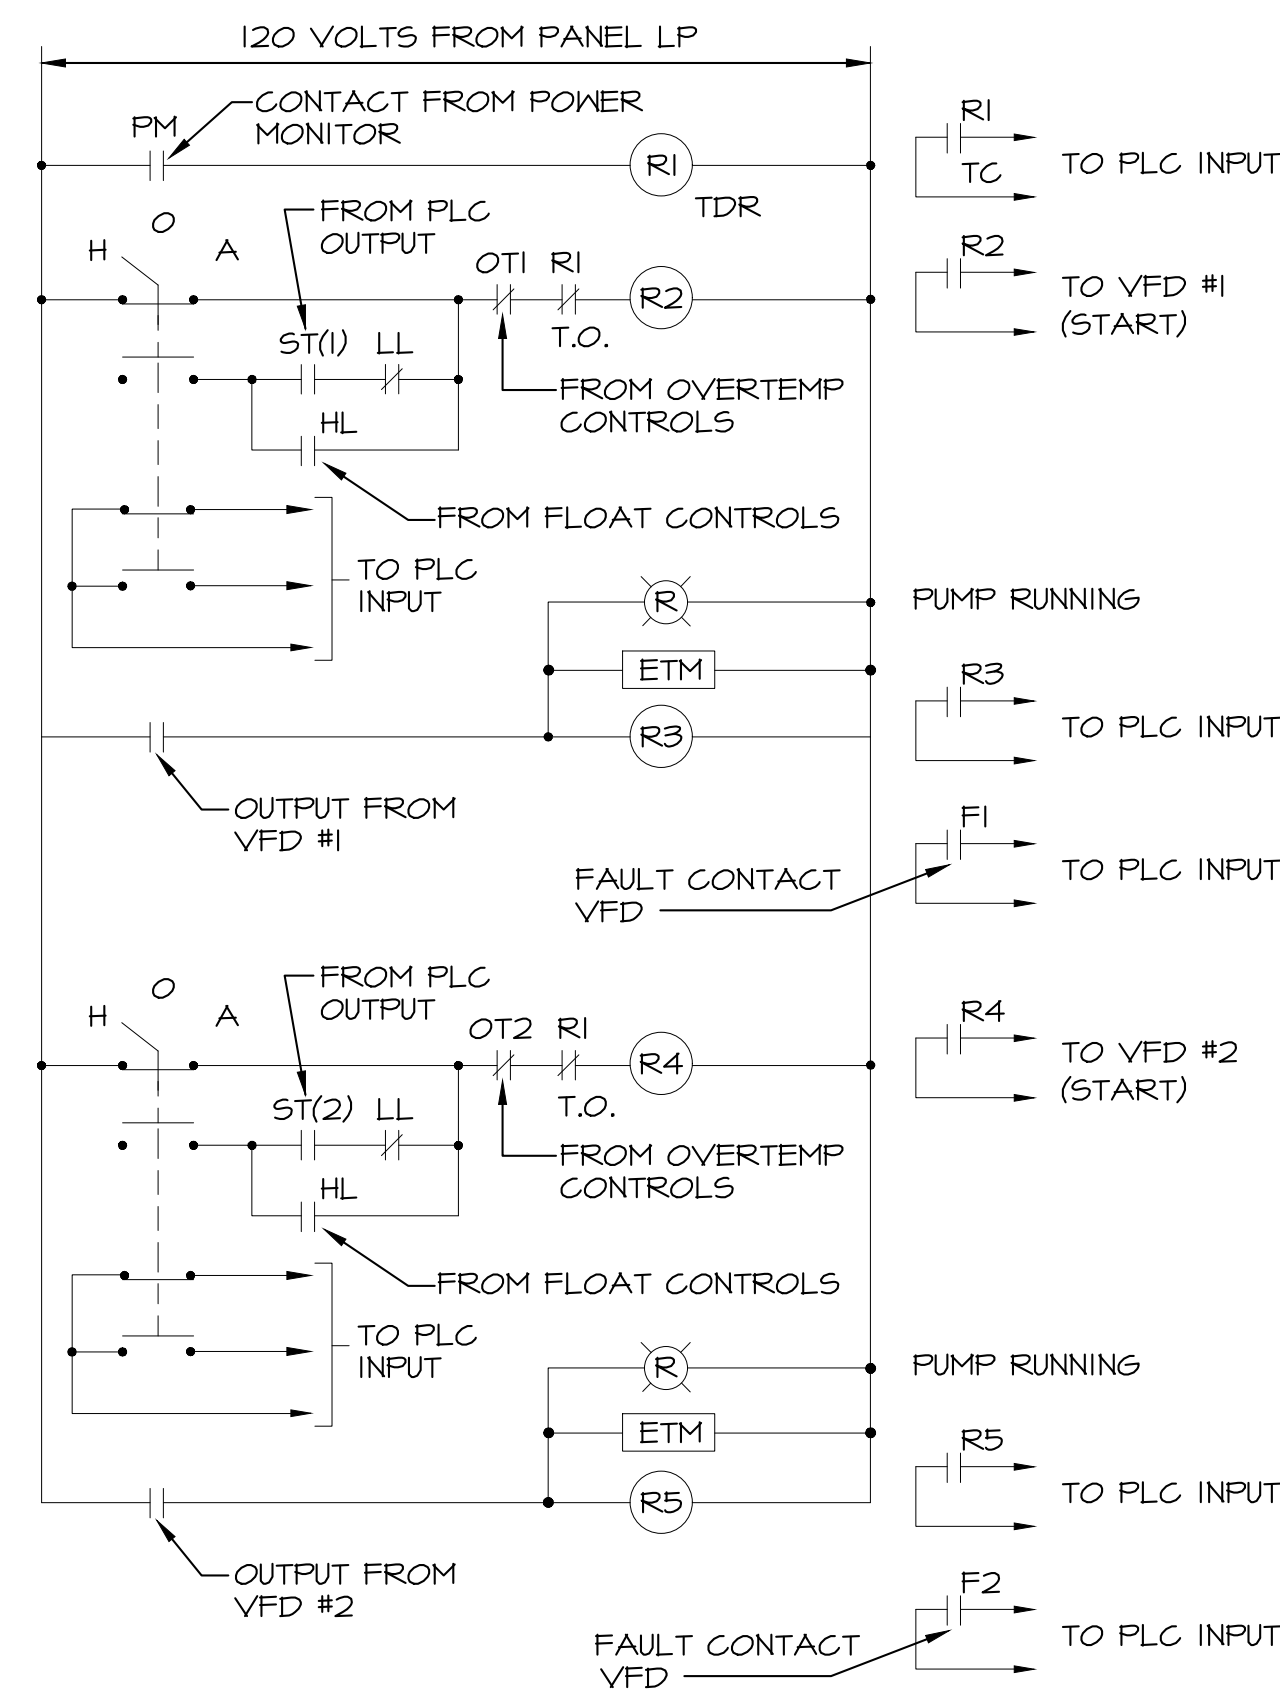 120 VOLTS FROM PANEL LP
CONTACT FROM POWER
MONITOR
PM
R1
TDR
R1
TC
TO PLC INPUT
H
O
A
FROM PLC
OUTPUT
OT1
R1
R2
T.O.
ST(1)
LL
HL
FROM OVERTEMP
CONTROLS
FROM FLOAT CONTROLS
R2
TO VFD #1
(START)
TO PLC
INPUT
R
PUMP RUNNING
ETM
R3
R3
TO PLC INPUT
OUTPUT FROM
VFD #1
F1
TO PLC INPUT
FAULT CONTACT
VFD
H
O
A
FROM PLC
OUTPUT
OT2
R1
R4
T.O.
ST(2)
LL
HL
FROM OVERTEMP
CONTROLS
FROM FLOAT CONTROLS
R4
TO VFD #2
(START)
TO PLC
INPUT
R
PUMP RUNNING
ETM
R5
R5
TO PLC INPUT
OUTPUT FROM
VFD #2
F2
TO PLC INPUT
FAULT CONTACT
VFD